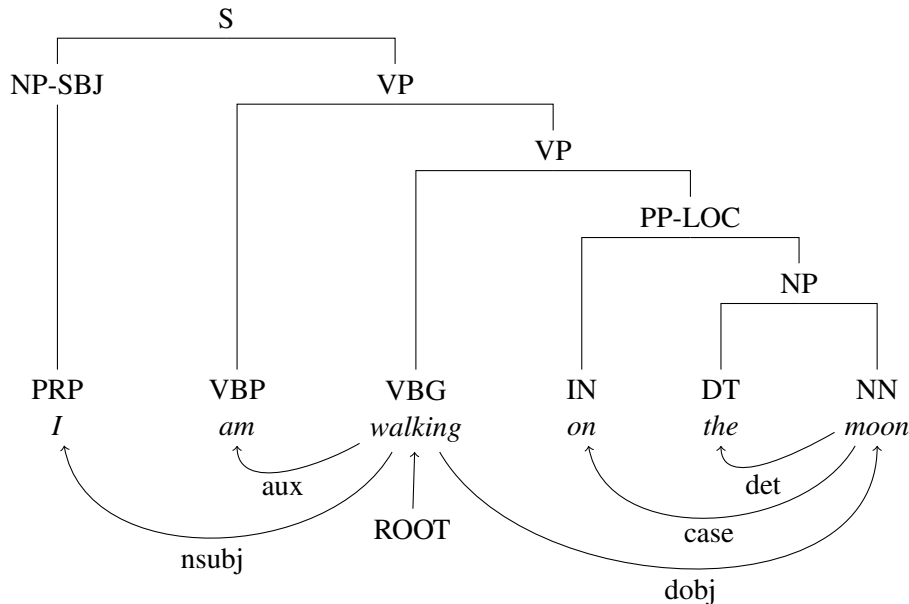 S
NP-SBJ VP
VP
PP-LOC
NP
PRP VBP VBG IN DT NN
I am walking on the moon
aux det
ROOT case
nsubj dobj